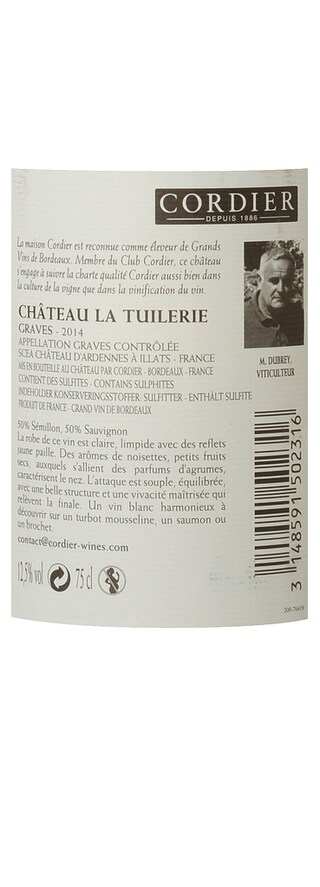 CORDIER
DEPUIS 1886
La maison Cordier est reconnue comme éleveur de Grands
Vins de Bordeaux. Membre du Club Cordier, ce château
s'engage à suivre la charte qualité Cordier aussi bien dans
la culture de la vigne que dans la vinification du vin.
CHÂTEAU LA TUILERIE
GRAVES - 2014
APPELLATION GRAVES CONTRÔLÉE
SCEA CHÂTEAU D'ARDENNES À ILLATS - FRANCE
MIS EN BOUTEILLE AU CHÂTEAU PAR CORDIER - BORDEAUX - FRANCE
CONTIENT DES SULFITES - CONTAINS SULPHITES
INDEHOLDER KONSERVERINGSSTOFFER: SULFITTER - ENTHÄLT SULFITE
PRODUIT DE FRANCE - GRAND VIN DE BORDEAUX
M. DUBREY,
VITICULTEUR
50% Sémillon, 50% Sauvignon
La robe de ce vin est claire, limpide avec des reflets
jaune paille. Des arômes de noisettes, petits fruits
secs, auxquels s'allient des parfums d'agrumes,
caractérisent le nez. L'attaque est souple, équilibrée,
avec une belle structure et une vivacité maîtrisée qui
relèvent la finale. Un vin blanc harmonieux à
découvrir sur un turbot mousseline, un saumon ou
un brochet.
contact@cordier-wines.com
12,5% vol
75 cl
3 148591 502316